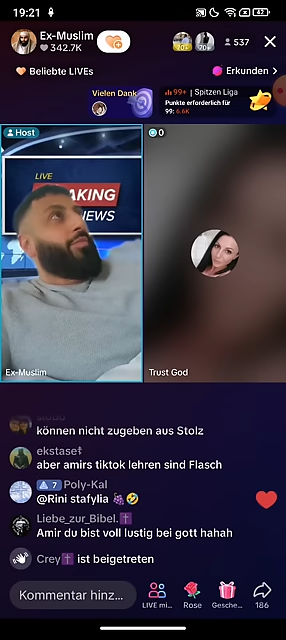 19:21
42
Ex-Muslim
342.7K
70+
70+
537
Beliebte LIVEs
Erkunden
Vielen Dank
99+ | Spitzen Liga
Punkte erforderlich für
99: 6.6K
Host
0
LIVE
BREAKING
NEWS
Ex-Muslim
Trust God
können nicht zugeben aus Stolz
ekstase
aber amirs tiktok lehren sind Flasch
7 Poly-Kal
@Rini stafylia 🍇🤣
Liebe_zur_Bibel.✝️
Amir du bist voll lustig bei gott hahah
Crey✝️ ist beigetreten
Kommentar hinz...
LIVE mi...
Rose
Gesche...
186